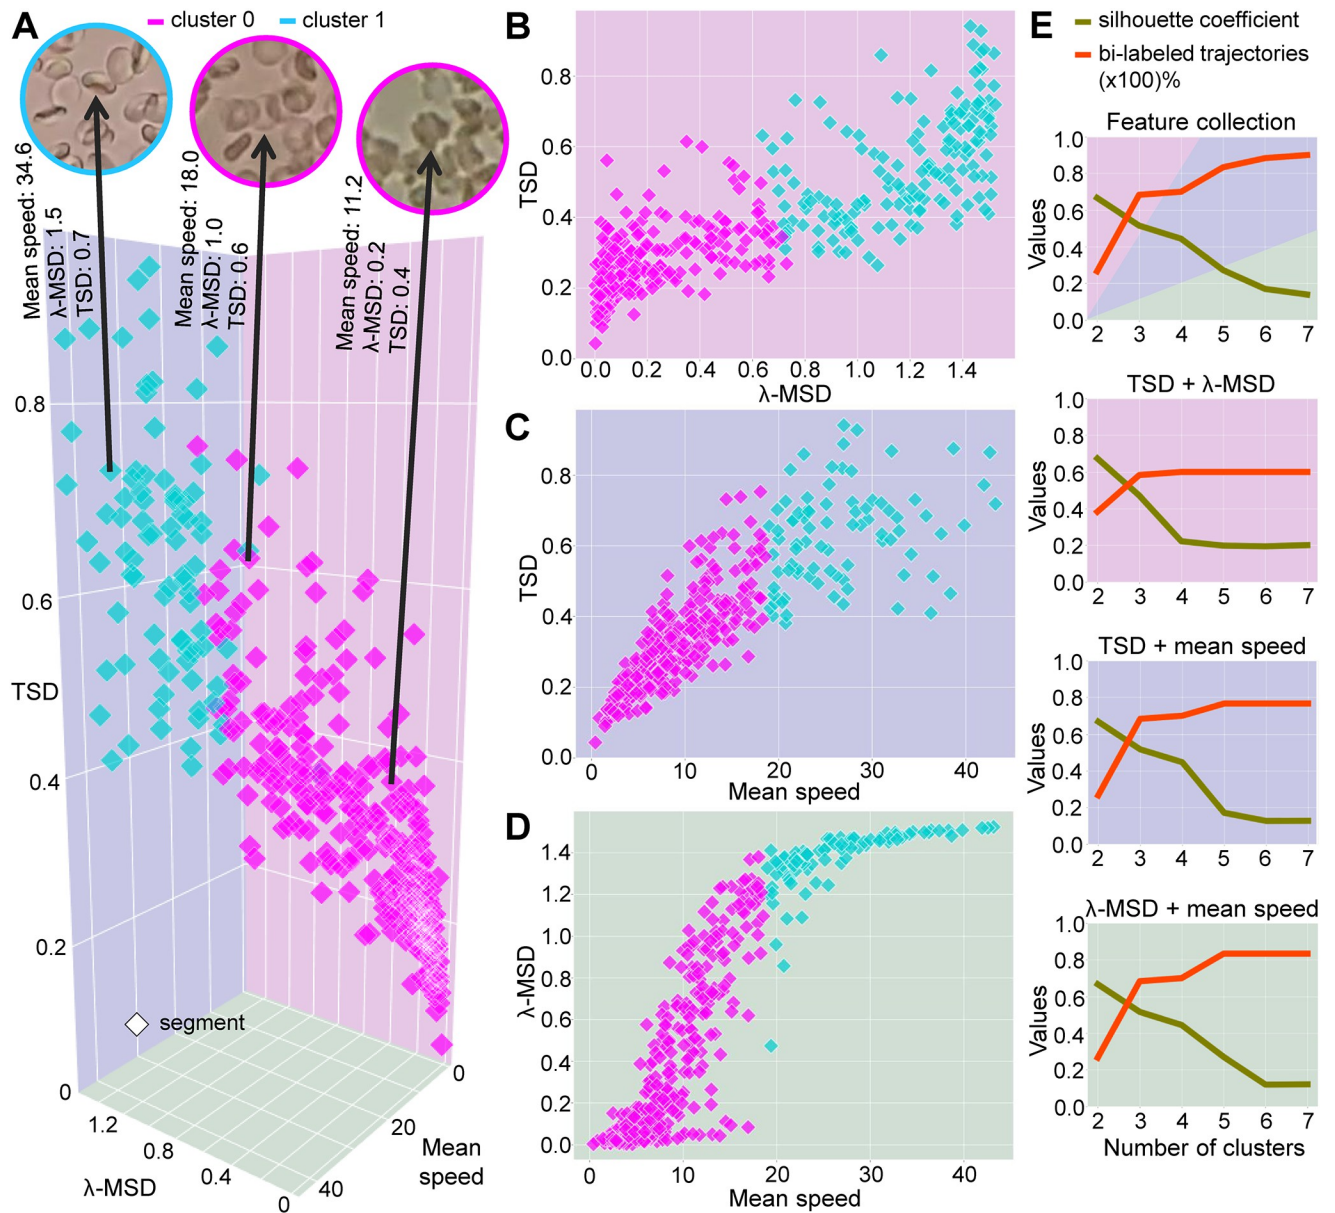 A
cluster 0
cluster 1
Mean speed: 34.6
λ-MSD: 1.5
TSD: 0.7
Mean speed: 18.0
λ-MSD: 1.0
TSD: 0.6
Mean speed: 11.2
λ-MSD: 0.2
TSD: 0.4
0.8
0.6
TSD
0.4
0.2
0
segment
1.2
0.8
0.4
0
λ-MSD
0
20
40
Mean
speed
B
TSD
0.8
0.6
0.4
0.2
0.0
0.0 0.2 0.4 0.6 0.8 1.0 1.2 1.4
λ-MSD
C
TSD
0.8
0.6
0.4
0.2
0.0
0 10 20 30 40
Mean speed
D
λ-MSD
1.4
1.2
1.0
0.8
0.6
0.4
0.2
0.0
0 10 20 30 40
Mean speed
E
silhouette coefficient
bi-labeled trajectories
(x100)%
Feature collection
Values
1.0
0.8
0.6
0.4
0.2
0.0
2 3 4 5 6 7
TSD + λ-MSD
Values
1.0
0.8
0.6
0.4
0.2
0.0
2 3 4 5 6 7
TSD + mean speed
Values
1.0
0.8
0.6
0.4
0.2
0.0
2 3 4 5 6 7
λ-MSD + mean speed
Values
1.0
0.8
0.6
0.4
0.2
0.0
2 3 4 5 6 7
Number of clusters